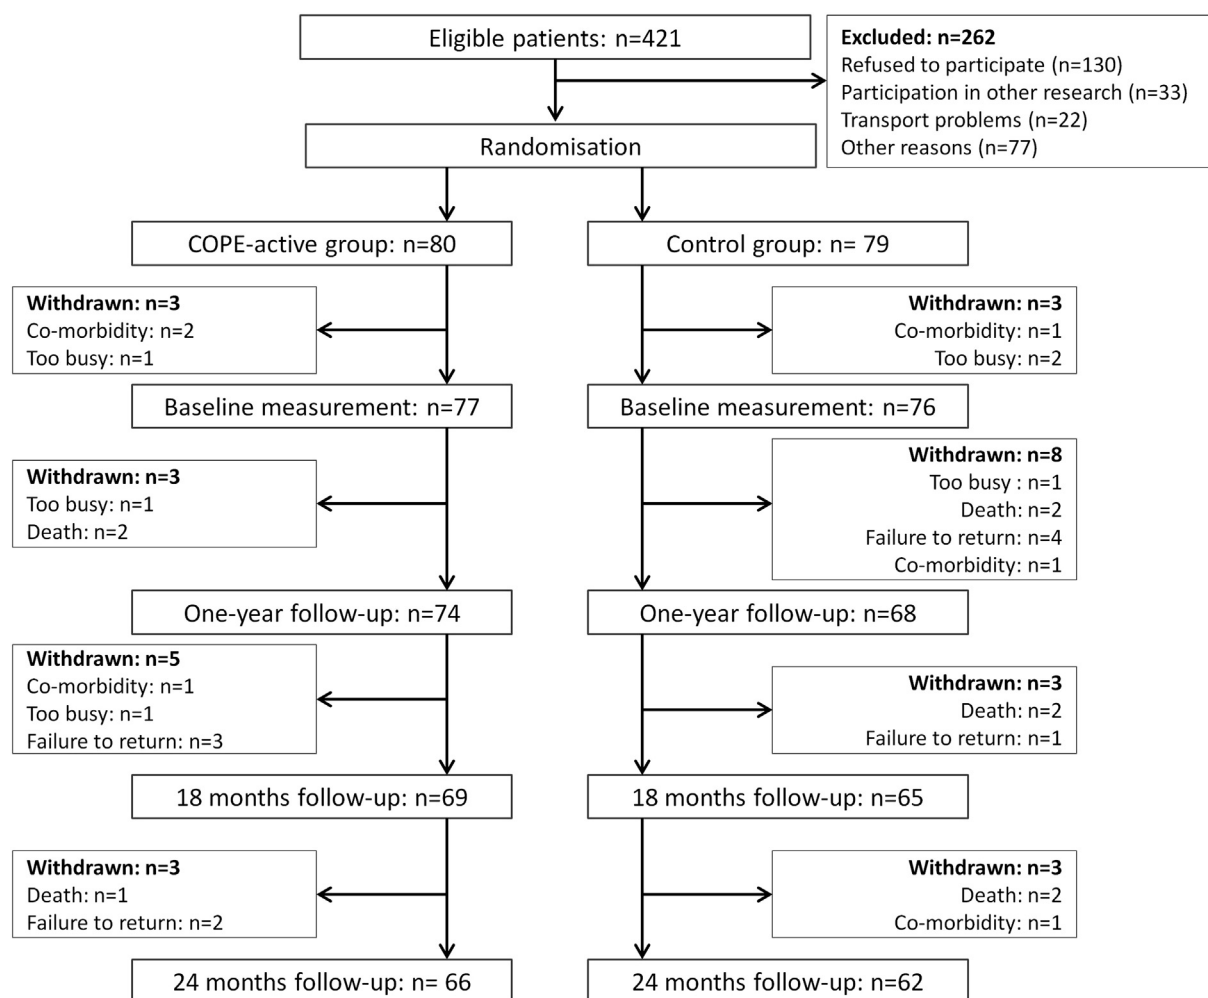 Eligible patients: n=421
Excluded: n=262
Refused to participate (n=130)
Participation in other research (n=33)
Transport problems (n=22)
Other reasons (n=77)
Randomisation
COPE-active group: n=80
Control group: n= 79
Withdrawn: n=3
Co-morbidity: n=2
Too busy: n=1
Withdrawn: n=3
Co-morbidity: n=1
Too busy: n=2
Baseline measurement: n=77
Baseline measurement: n=76
Withdrawn: n=3
Too busy: n=1
Death: n=2
Withdrawn: n=8
Too busy : n=1
Death: n=2
Failure to return: n=4
Co-morbidity: n=1
One-year follow-up: n=74
One-year follow-up: n=68
Withdrawn: n=5
Co-morbidity: n=1
Too busy: n=1
Failure to return: n=3
Withdrawn: n=3
Death: n=2
Failure to return: n=1
18 months follow-up: n=69
18 months follow-up: n=65
Withdrawn: n=3
Death: n=1
Failure to return: n=2
Withdrawn: n=3
Death: n=2
Co-morbidity: n=1
24 months follow-up: n= 66
24 months follow-up: n=62